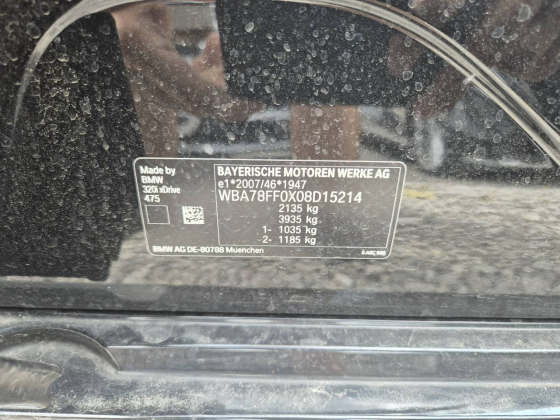 Made by
BMW
320i xDrive
475
BAYERISCHE MOTOREN WERKE AG
e1*2007/46*1947
WBA78FF0X08D15214
2135 kg
3935 kg
1- 1035 kg
2- 1185 kg
BMW AG DE-80788 Muenchen